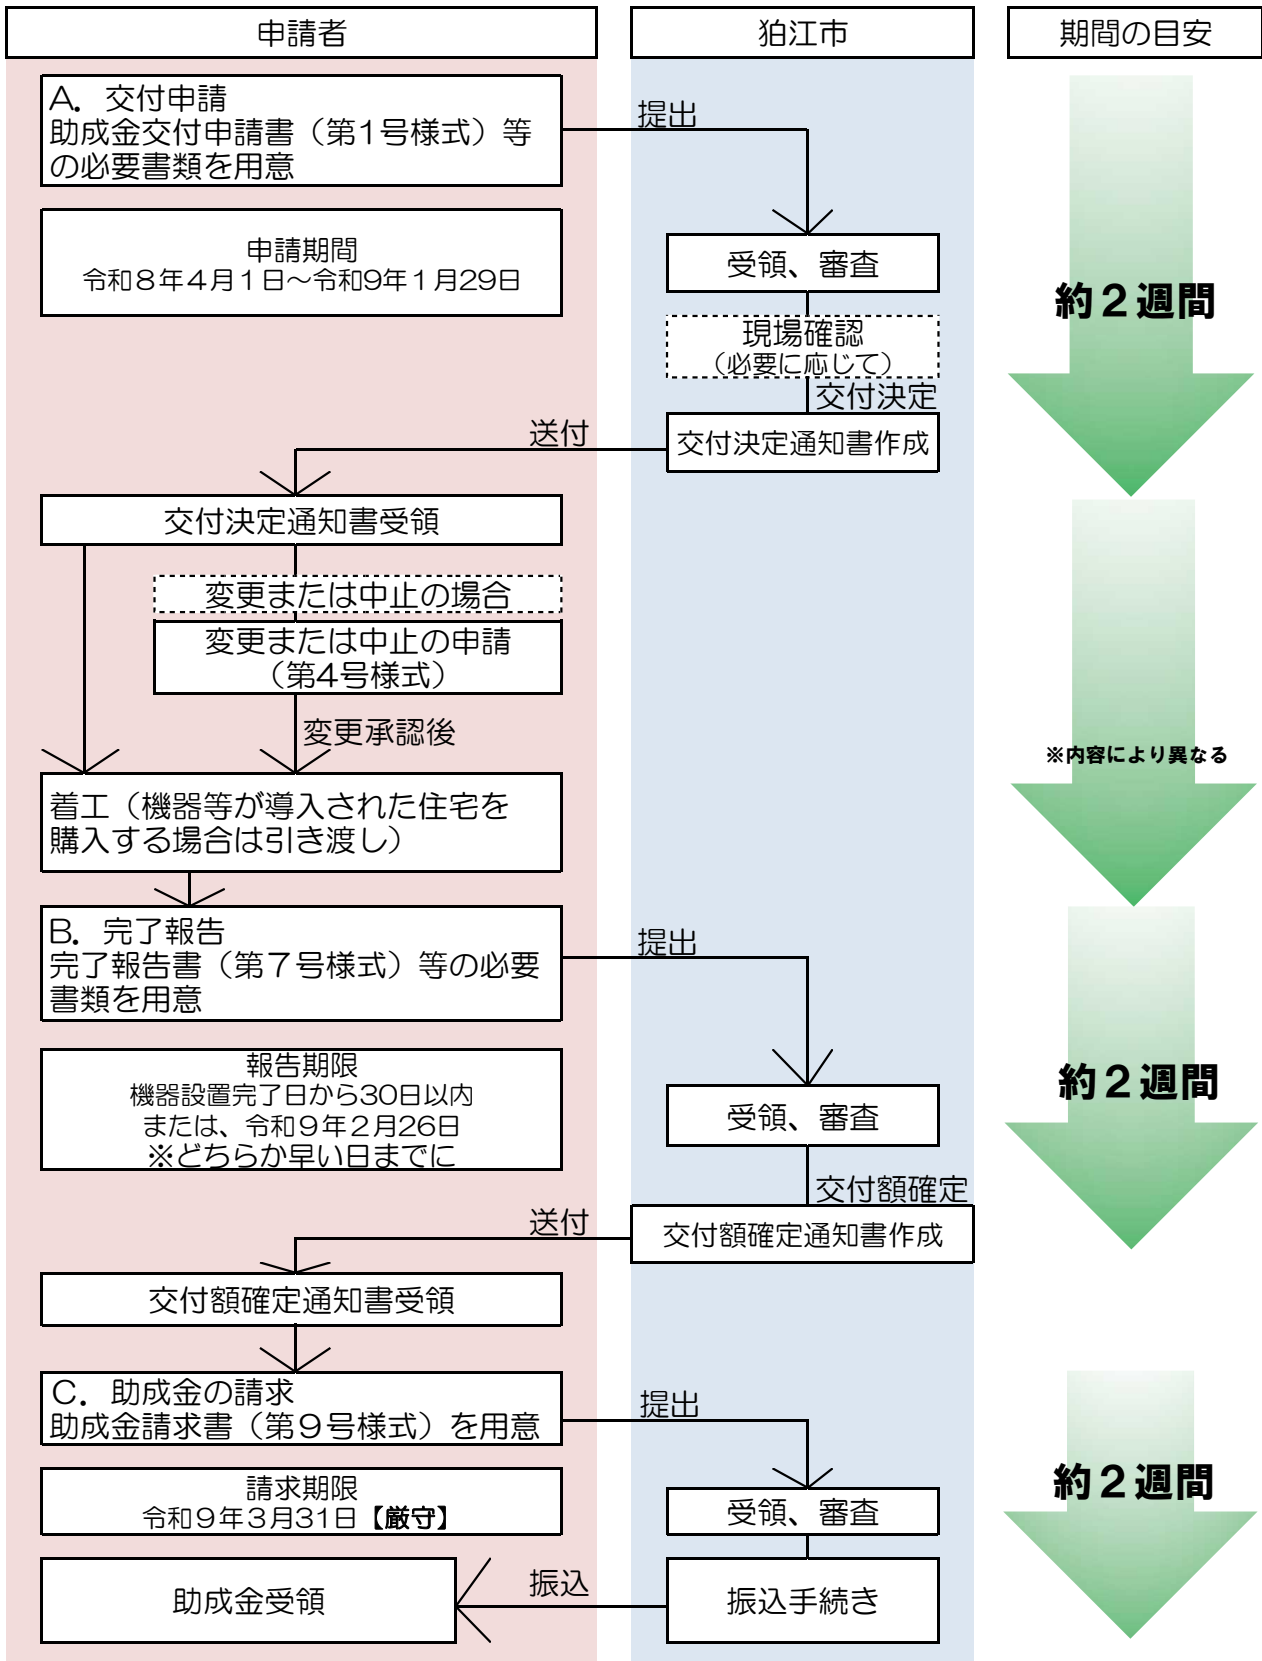 申請者
狛江市
期間の目安
A．交付申請
助成金交付申請書（第1号様式）等
の必要書類を用意
提出
申請期間
令和８年４月１日～令和9年１月29日
受領、審査
約２週間
現場確認
（必要に応じて）
交付決定
送付
交付決定通知書作成
交付決定通知書受領
変更または中止の場合
変更または中止の申請
（第4号様式）
変更承認後
※内容により異なる
着工（機器等が導入された住宅を
購入する場合は引き渡し）
B．完了報告
完了報告書（第７号様式）等の必要
書類を用意
提出
報告期限
機器設置完了日から30日以内
または、令和９年２月26日
※どちらか早い日までに
受領、審査
約２週間
交付額確定
送付
交付額確定通知書作成
交付額確定通知書受領
C．助成金の請求
助成金請求書（第９号様式）を用意
提出
請求期限
令和９年３月31日【厳守】
受領、審査
約２週間
助成金受領
振込
振込手続き